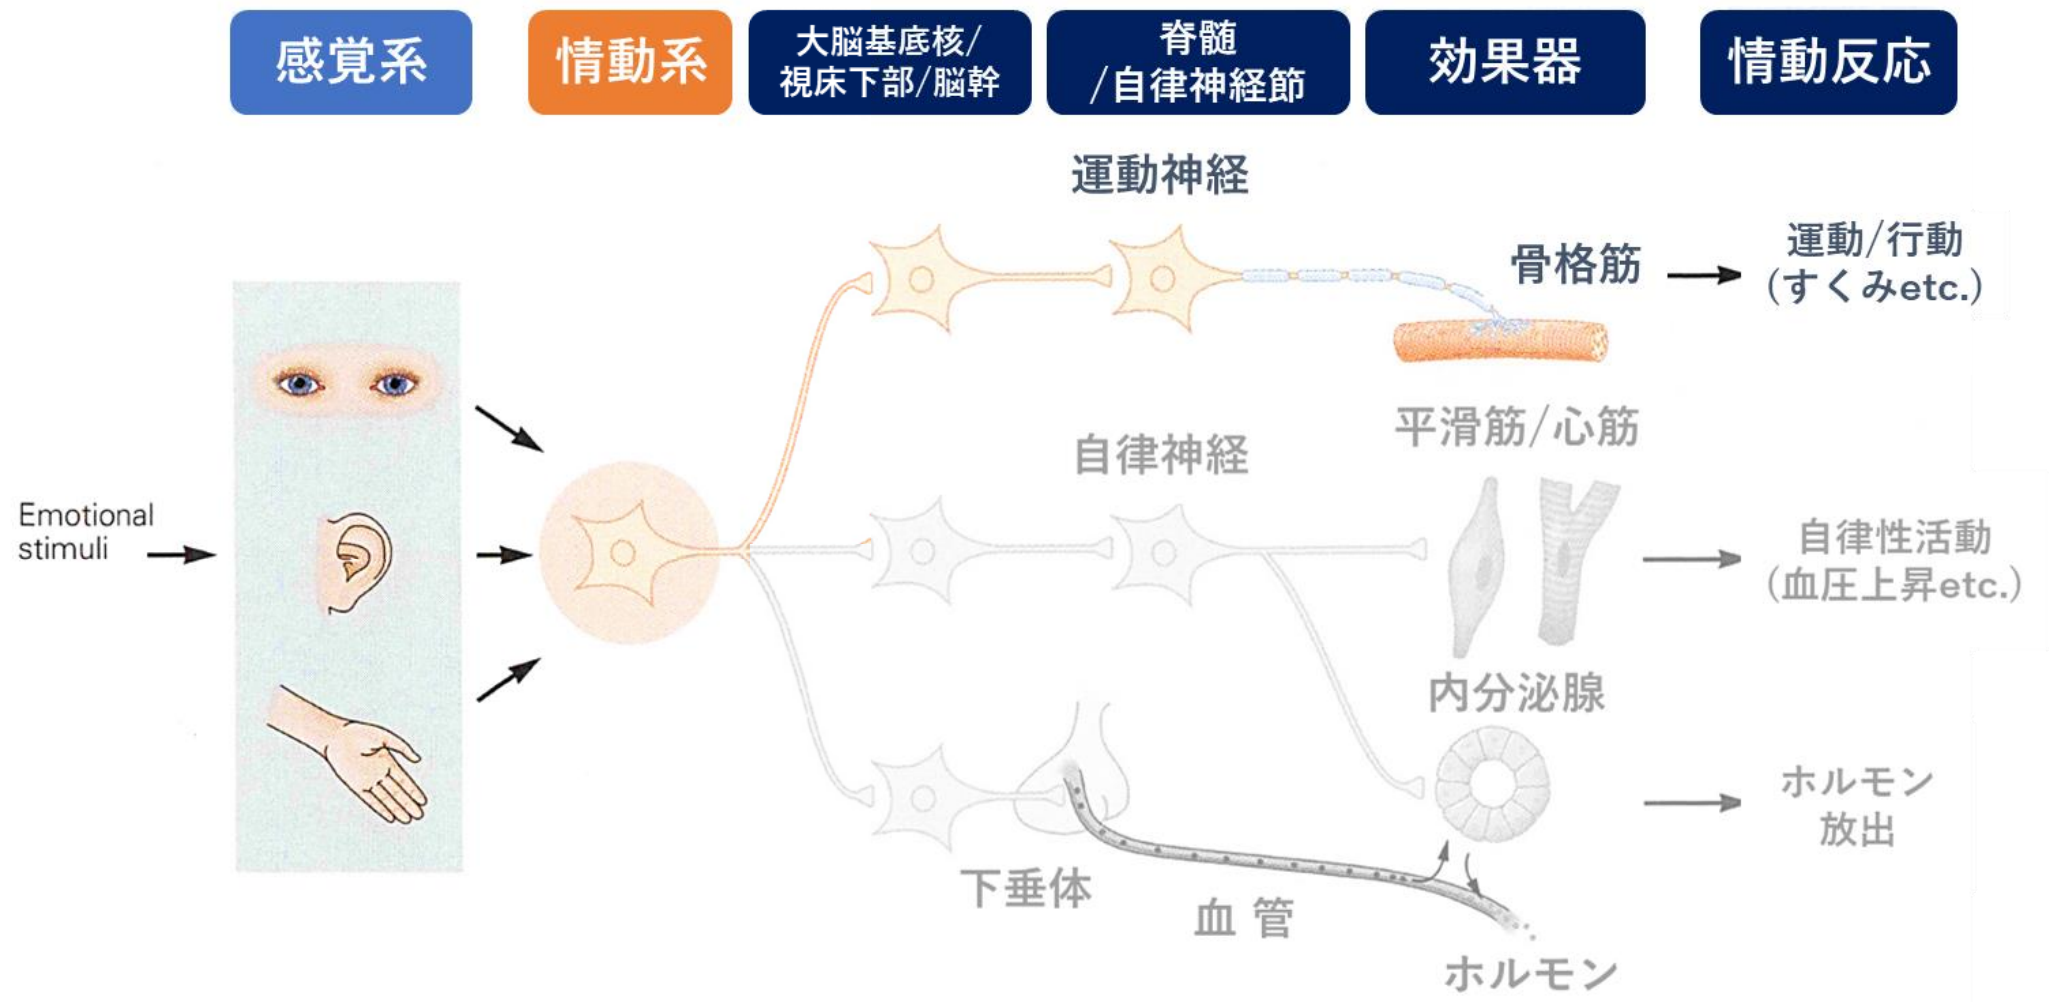 感覚系
情動系
大脳基底核/
視床下部/脳幹
脊髄
/自律神経節
効果器
情動反応
運動神経
骨格筋
運動/行動
(すくみetc.)
平滑筋/心筋
自律神経
Emotional
stimuli
自律性活動
(血圧上昇etc.)
内分泌腺
ホルモン
放出
下垂体
血管
ホルモン